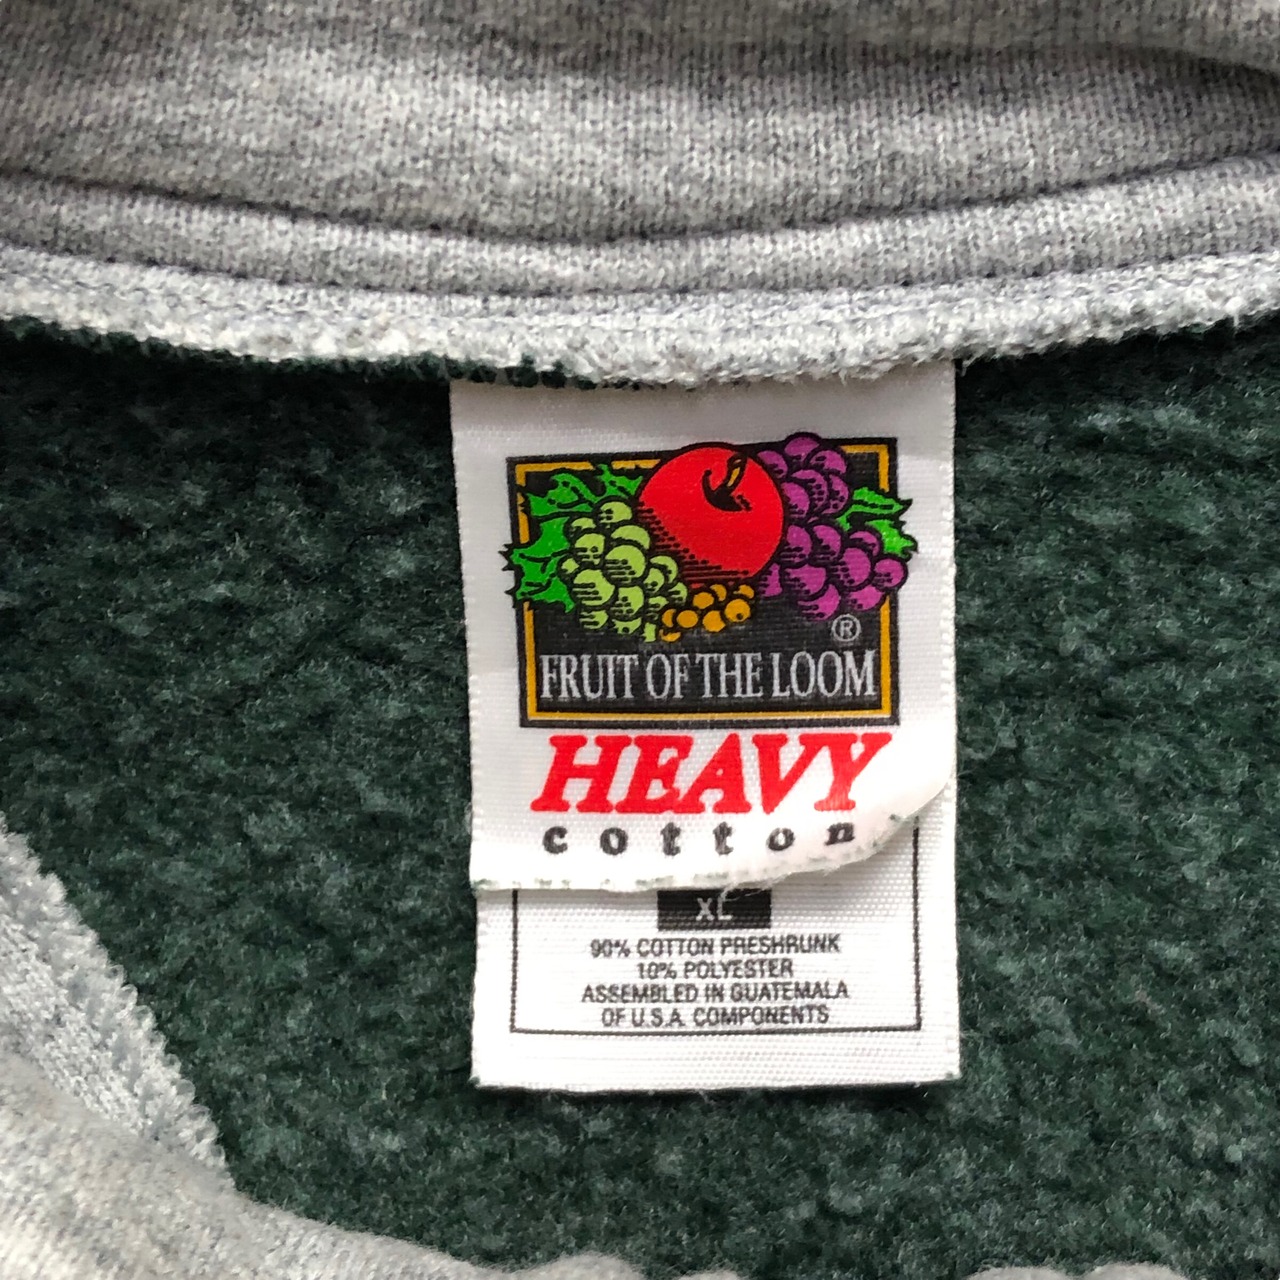 ®
FRUIT OF THE LOOM
HEAVY
cotton
XL
90% COTTON PRESHRUNK
10% POLYESTER
ASSEMBLED IN GUATEMALA
OF U.S.A. COMPONENTS